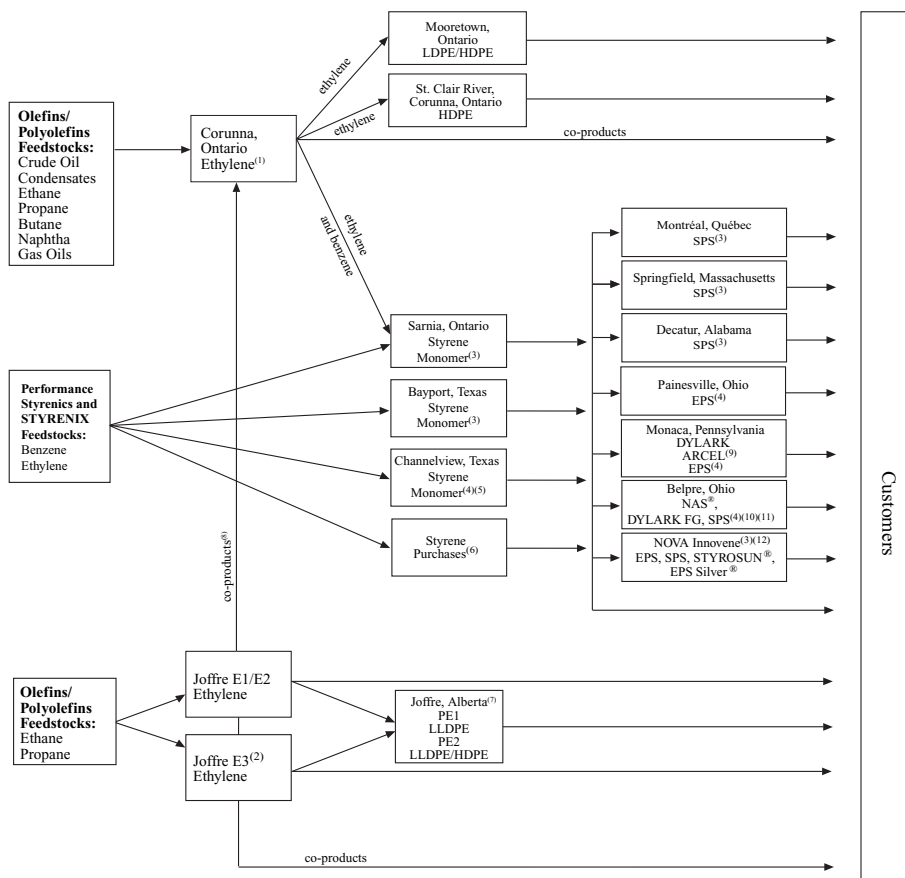 Olefins/
Polyolefins
Feedstocks:
Crude Oil
Condensates
Ethane
Propane
Butane
Naphtha
Gas Oils
Corunna,
Ontario
Ethylene(1)
ethylene
ethylene
ethylene
and benzene
Mooretown,
Ontario
LDPE/HDPE
St. Clair River,
Corunna, Ontario
HDPE
co-products
Performance
Styrenics and
STYRENIX
Feedstocks:
Benzene
Ethylene
Sarnia, Ontario
Styrene
Monomer(3)
Bayport, Texas
Styrene
Monomer(3)
Channelview, Texas
Styrene
Monomer(4)(5)
Styrene
Purchases(6)
Montréal, Québec
SPS(3)
Springfield, Massachusetts
SPS(3)
Decatur, Alabama
SPS(3)
Painesville, Ohio
EPS(4)
Monaca, Pennsylvania
DYLARK
ARCEL(9)
EPS(4)
Belpre, Ohio
NAS®,
DYLARK FG, SPS(4)(10)(11)
NOVA Innovene(3)(12)
EPS, SPS, STYROSUN®,
EPS Silver®
Customers
co-products(8)
Olefins/
Polyolefins
Feedstocks:
Ethane
Propane
Joffre E1/E2
Ethylene
Joffre E3(2)
Ethylene
Joffre, Alberta(7)
PE1
LLDPE
PE2
LLDPE/HDPE
co-products